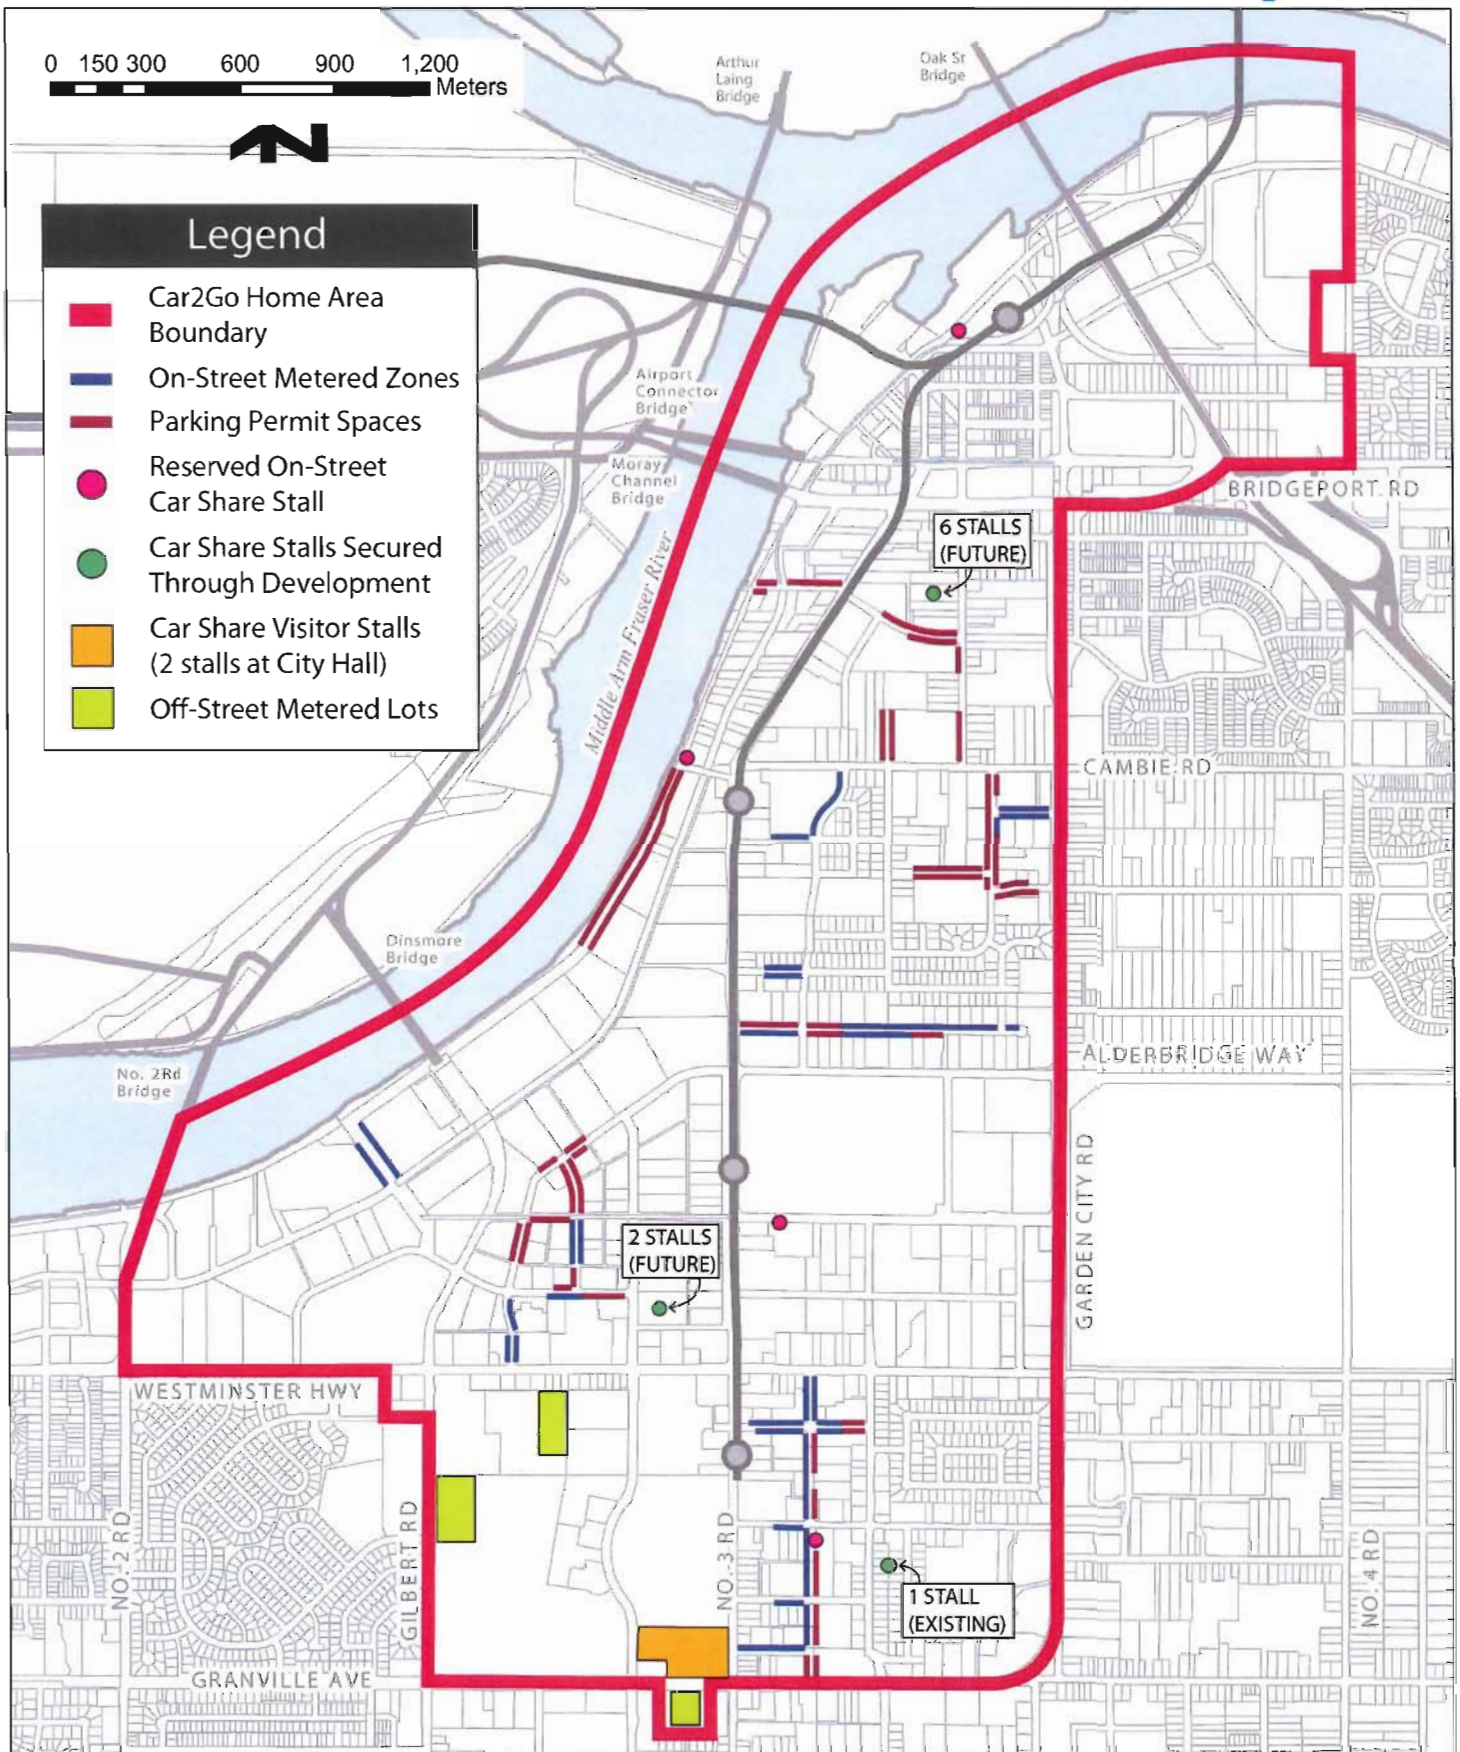 0 150 300 600 900 1,200
Meters
N
Legend
Car2Go Home Area
Boundary
On-Street Metered Zones
Parking Permit Spaces
Reserved On-Street
Car Share Stall
Car Share Stalls Secured
Through Development
Car Share Visitor Stalls
(2 stalls at City Hall)
Off-Street Metered Lots
Arthur
Laing
Bridge
Oak St
Bridge
Airport
Connector
Bridge
Moray
Channel
Bridge
Middle Arm Fraser River
BRIDGEPORT RD
6 STALLS
(FUTURE)
CAMBIE RD
Dinsmore
Bridge
No. 2Rd
Bridge
ALDERBRIDGE WAY
GARDEN CITY RD
2 STALLS
(FUTURE)
WESTMINSTER HWY
NO. 2 RD
GILBERT RD
NO. 3 RD
NO. 4 RD
1 STALL
(EXISTING)
GRANVILLE AVE